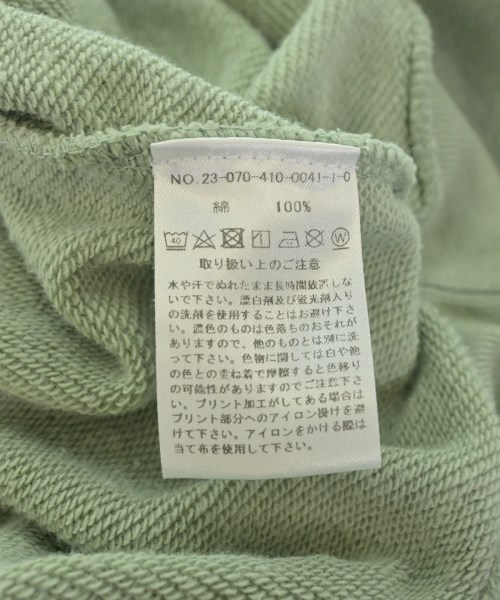 NO.23-070-410-0041-1-0
綿 100%
40 W
取り扱い上のご注意
水や汗でぬれたまま長時間放置しな
いで下さい。漂白剤及び蛍光剤入り
の洗剤を使用することはお避け下さ
い。濃色のものは色落ちのおそれが
ありますので、他のものとは別に洗
って下さい。色物に関しては白や他
の色との重ね着で摩擦すると色移り
の可能性がありますのでご注意下さ
い。プリント加工がしてある場合は
プリント部分へのアイロン掛けを避
けて下さい。アイロンをかける際は
当て布を使用して下さい。